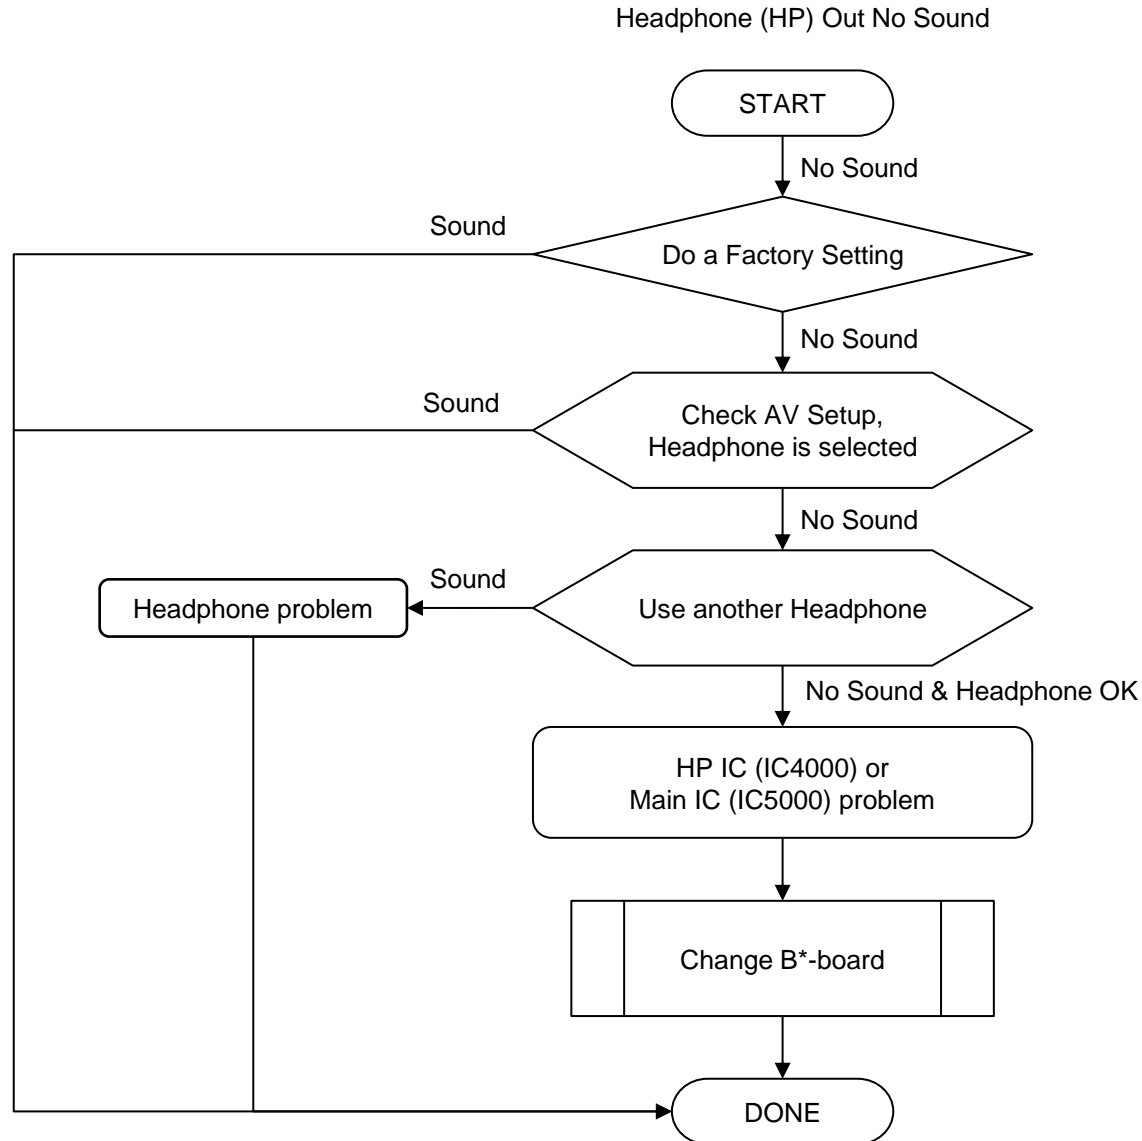 Headphone (HP) Out No Sound
START
No Sound
Sound
Do a Factory Setting
No Sound
Sound
Check AV Setup,
Headphone is selected
No Sound
Sound
Headphone problem
Use another Headphone
No Sound & Headphone OK
HP IC (IC4000) or
Main IC (IC5000) problem
Change B*-board
DONE